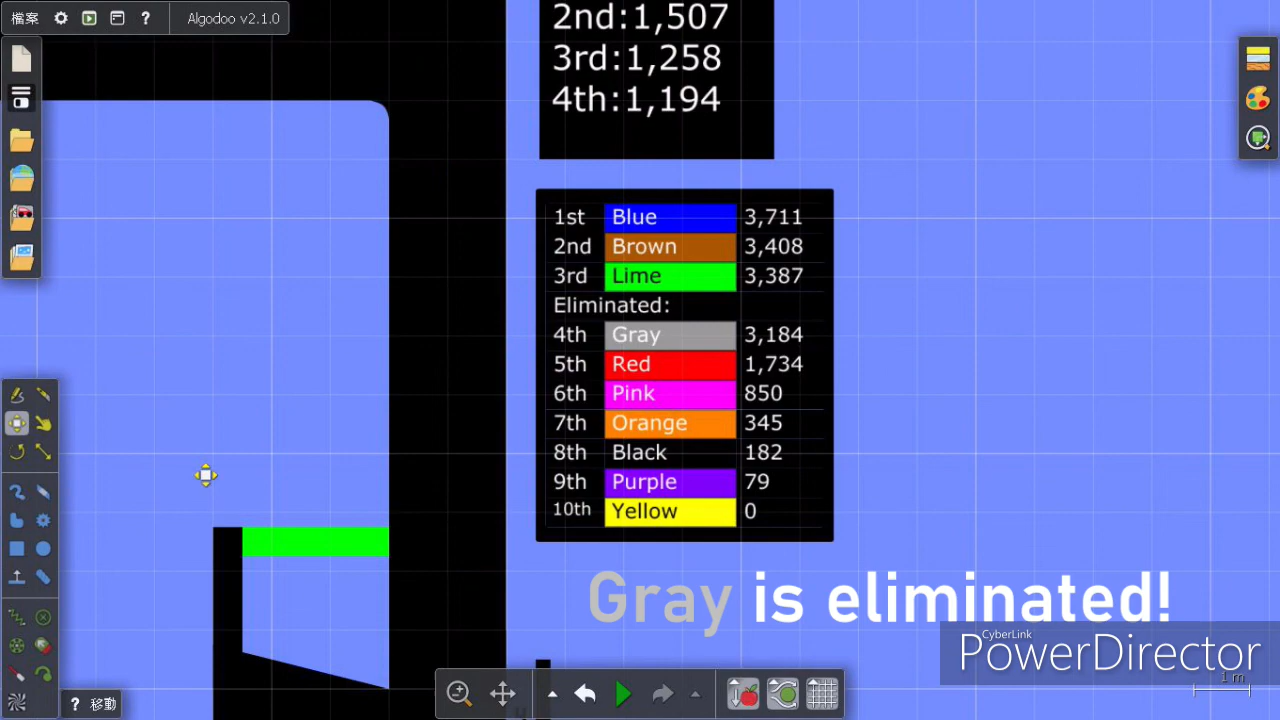 檔案
?
Algodoo v2.1.0
2nd:1,507
3rd:1,258
4th:1,194
1st Blue 3,711
2nd Brown 3,408
3rd Lime 3,387
Eliminated:
4th Gray 3,184
5th Red 1,734
6th Pink 850
7th Orange 345
8th Black 182
9th Purple 79
10th Yellow 0
Gray is eliminated!
CyberLink
PowerDirector
1 m
? 移動